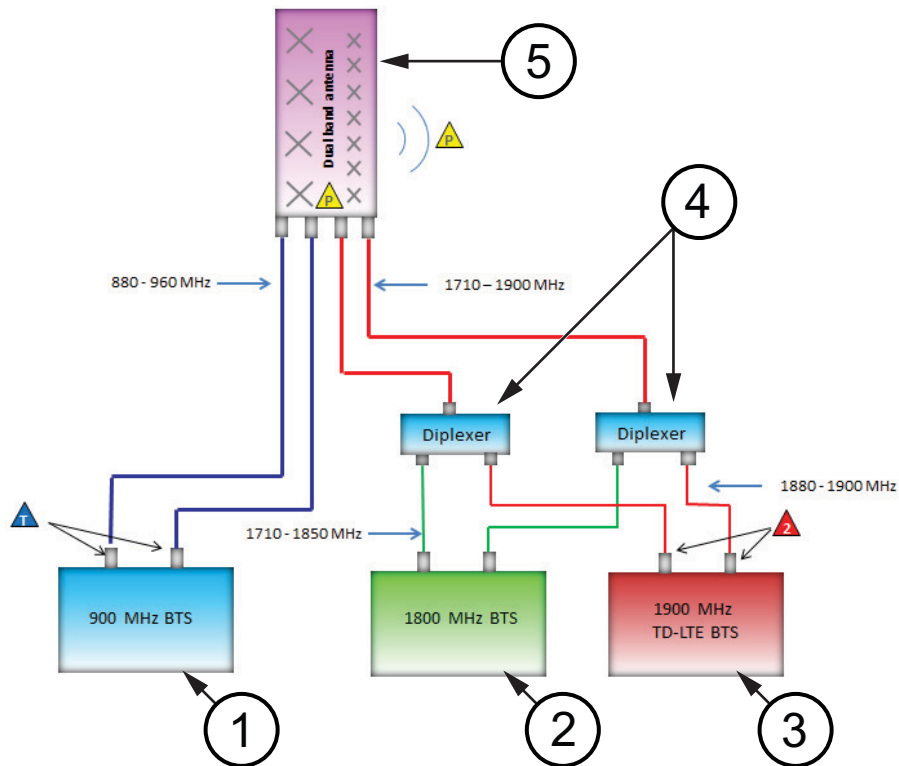 5
Dual band antenna
P
P
4
880 - 960 MHz
1710 – 1900 MHz
Diplexer
Diplexer
1880 - 1900 MHz
T
2
1710 - 1850 MHz
900 MHz BTS
1800 MHz BTS
1900 MHz
TD-LTE BTS
1
2
3